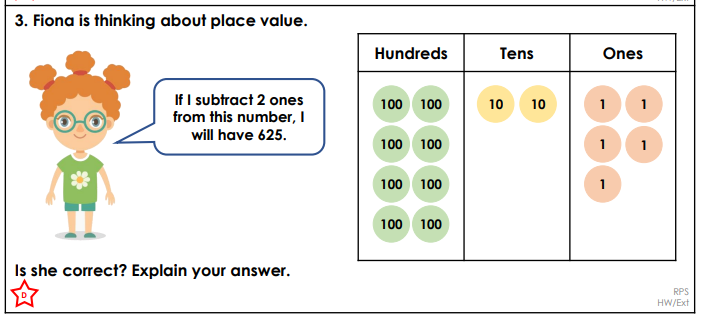 HW/Ext
3. Fiona is thinking about place value.
If I subtract 2 ones
from this number, I
will have 625.
Hundreds Tens Ones
100 100 10 10 1 1
100 100 1 1
100 100 1
100 100
Is she correct? Explain your answer.
D
RPS
HW/Ext